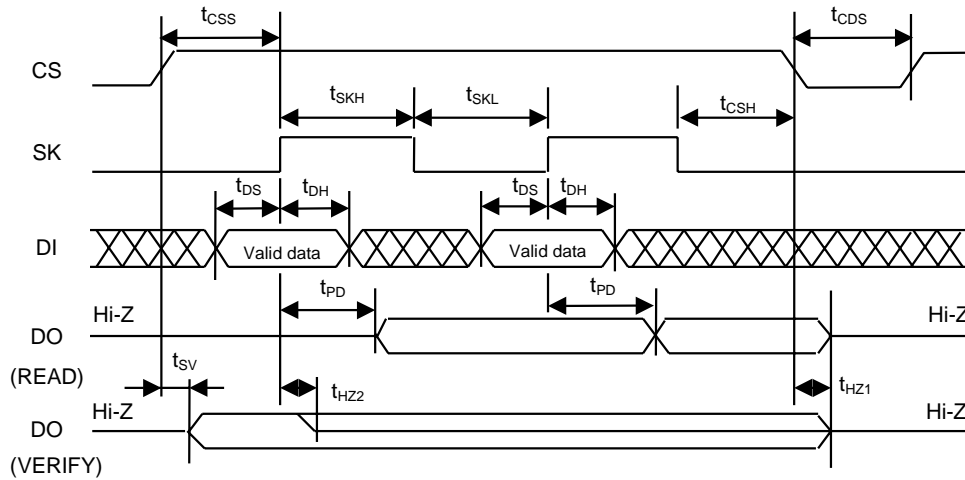 tCSS
tCDS
CS
tSKH
tSKL
tCSH
SK
tDS
tDH
tDS
tDH
DI
Valid data
Valid data
tPD
tPD
Hi-Z
Hi-Z
DO
(READ)
tSV
tHZ2
tHZ1
Hi-Z
Hi-Z
DO
(VERIFY)